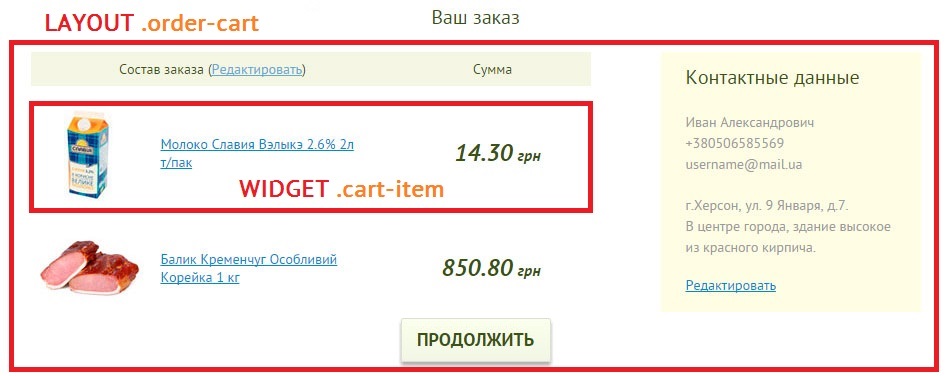 LAYOUT .order-cart
Ваш заказ
Состав заказа (Редактировать)
Сумма
Молоко Славия Вэлыкэ 2.6% 2л
т/пак
14.30 грн
WIDGET .cart-item
Балик Кременчуг Особливий
Корейка 1 кг
850.80 грн
ПРОДОЛЖИТЬ
Контактные данные
Иван Александрович
+380506585569
username@mail.ua
г.Херсон, ул. 9 Января, д.7.
В центре города, здание высокое
из красного кирпича.
Редактировать